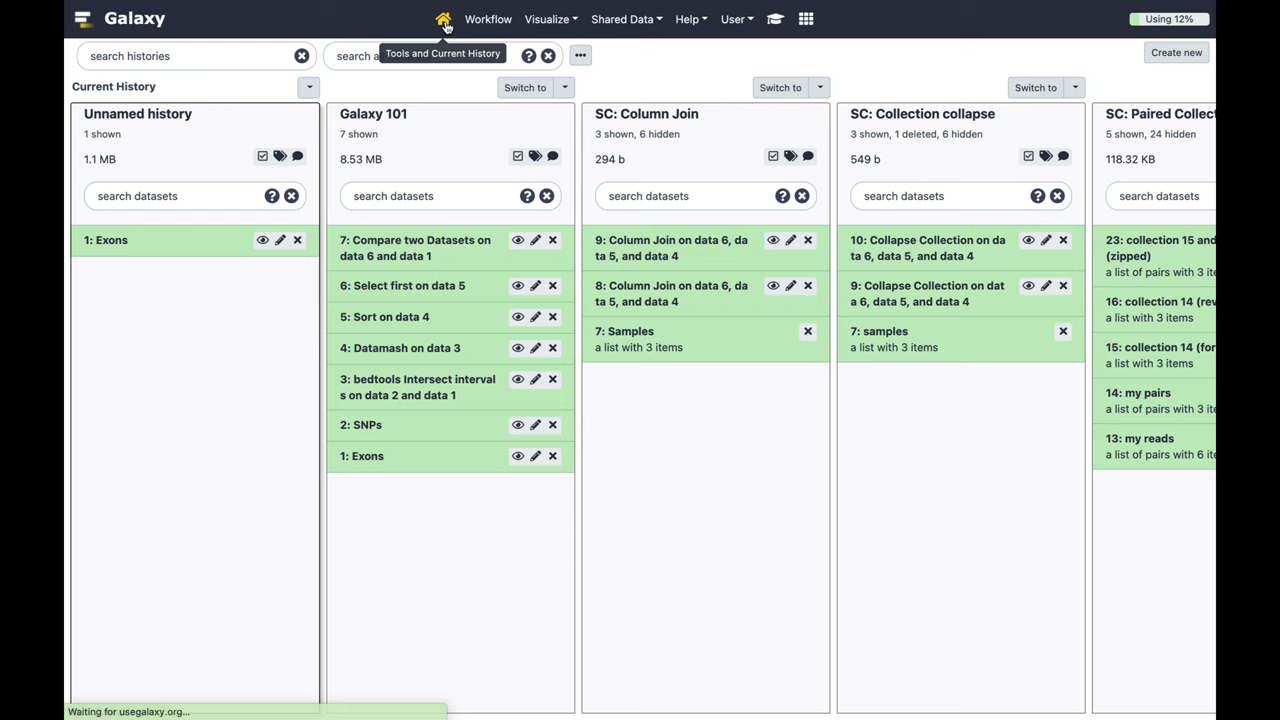 Galaxy
Workflow
Visualize
Shared Data
Help
User
Using 12%
search histories
search a
Tools and Current History
Create new
Current History
Switch to
Switch to
Switch to
Unnamed history
1 shown
1.1 MB
search datasets
1: Exons
Galaxy 101
7 shown
8.53 MB
search datasets
7: Compare two Datasets on
data 6 and data 1
6: Select first on data 5
5: Sort on data 4
4: Datamash on data 3
3: bedtools Intersect interval
s on data 2 and data 1
2: SNPs
1: Exons
SC: Column Join
3 shown, 6 hidden
294 b
search datasets
9: Column Join on data 6, da
ta 5, and data 4
8: Column Join on data 6, da
ta 5, and data 4
7: Samples
a list with 3 items
SC: Collection collapse
3 shown, 1 deleted, 6 hidden
549 b
search datasets
10: Collapse Collection on da
ta 6, data 5, and data 4
9: Collapse Collection on dat
a 6, data 5, and data 4
7: samples
a list with 3 items
SC: Paired Collect
5 shown, 24 hidden
118.32 KB
search datasets
23: collection 15 and
(zipped)
a list of pairs with 3 ite
16: collection 14 (rev
a list with 3 items
15: collection 14 (for
a list with 3 items
14: my pairs
a list of pairs with 3 ite
13: my reads
a list of pairs with 6 ite
Waiting for usegalaxy.org...